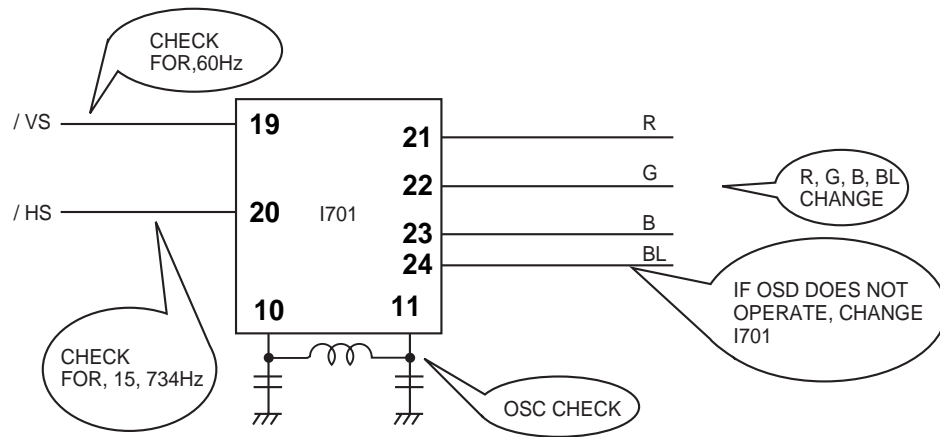 CHECK
FOR,60Hz
/ VS
19
21
R
22
G
R, G, B, BL
CHANGE
/ HS
20
I701
23
B
24
BL
10
11
IF OSD DOES NOT
OPERATE, CHANGE
I701
CHECK
FOR, 15, 734Hz
OSC CHECK